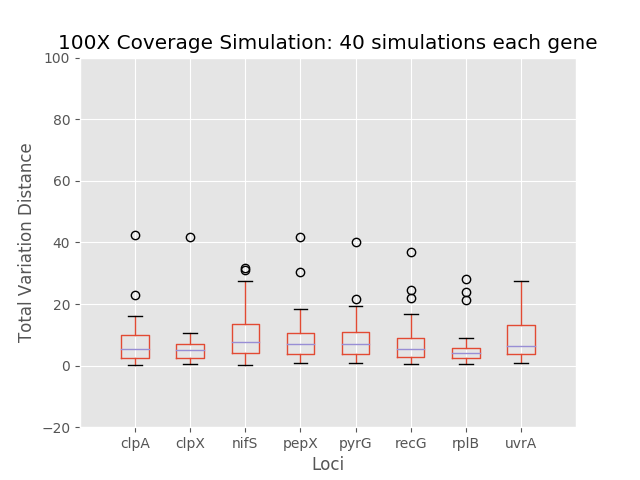 100X Coverage Simulation: 40 simulations each gene
100
80
60
40
20
0
−20
Total Variation Distance
clpA clpX nifS pepX pyrG recG rplB uvrA
Loci